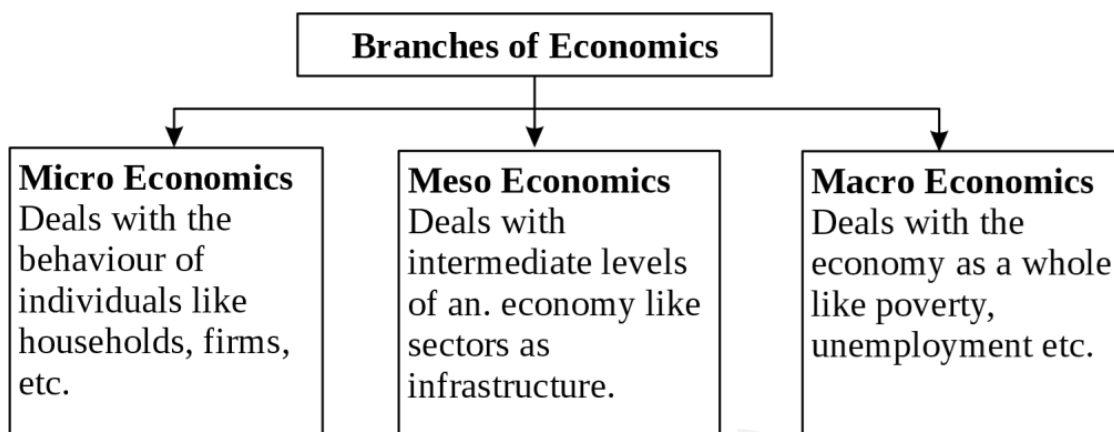 Branches of Economics
Micro Economics
Deals with the
behaviour of
individuals like
households, firms,
etc.
Meso Economics
Deals with
intermediate levels
of an. economy like
sectors as
infrastructure.
Macro Economics
Deals with the
economy as a whole
like poverty,
unemployment etc.